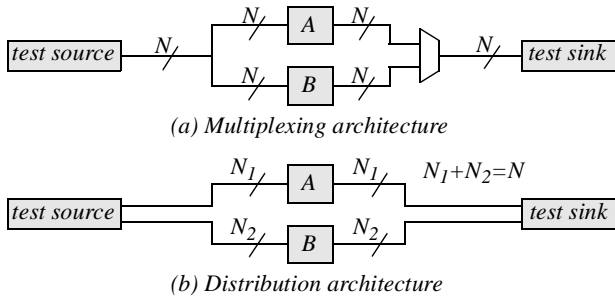 N A N
test source N N test sink
N B N
(a) Multiplexing architecture
N1 A N1 N1+N2=N
test source test sink
N2 B N2
(b) Distribution architecture